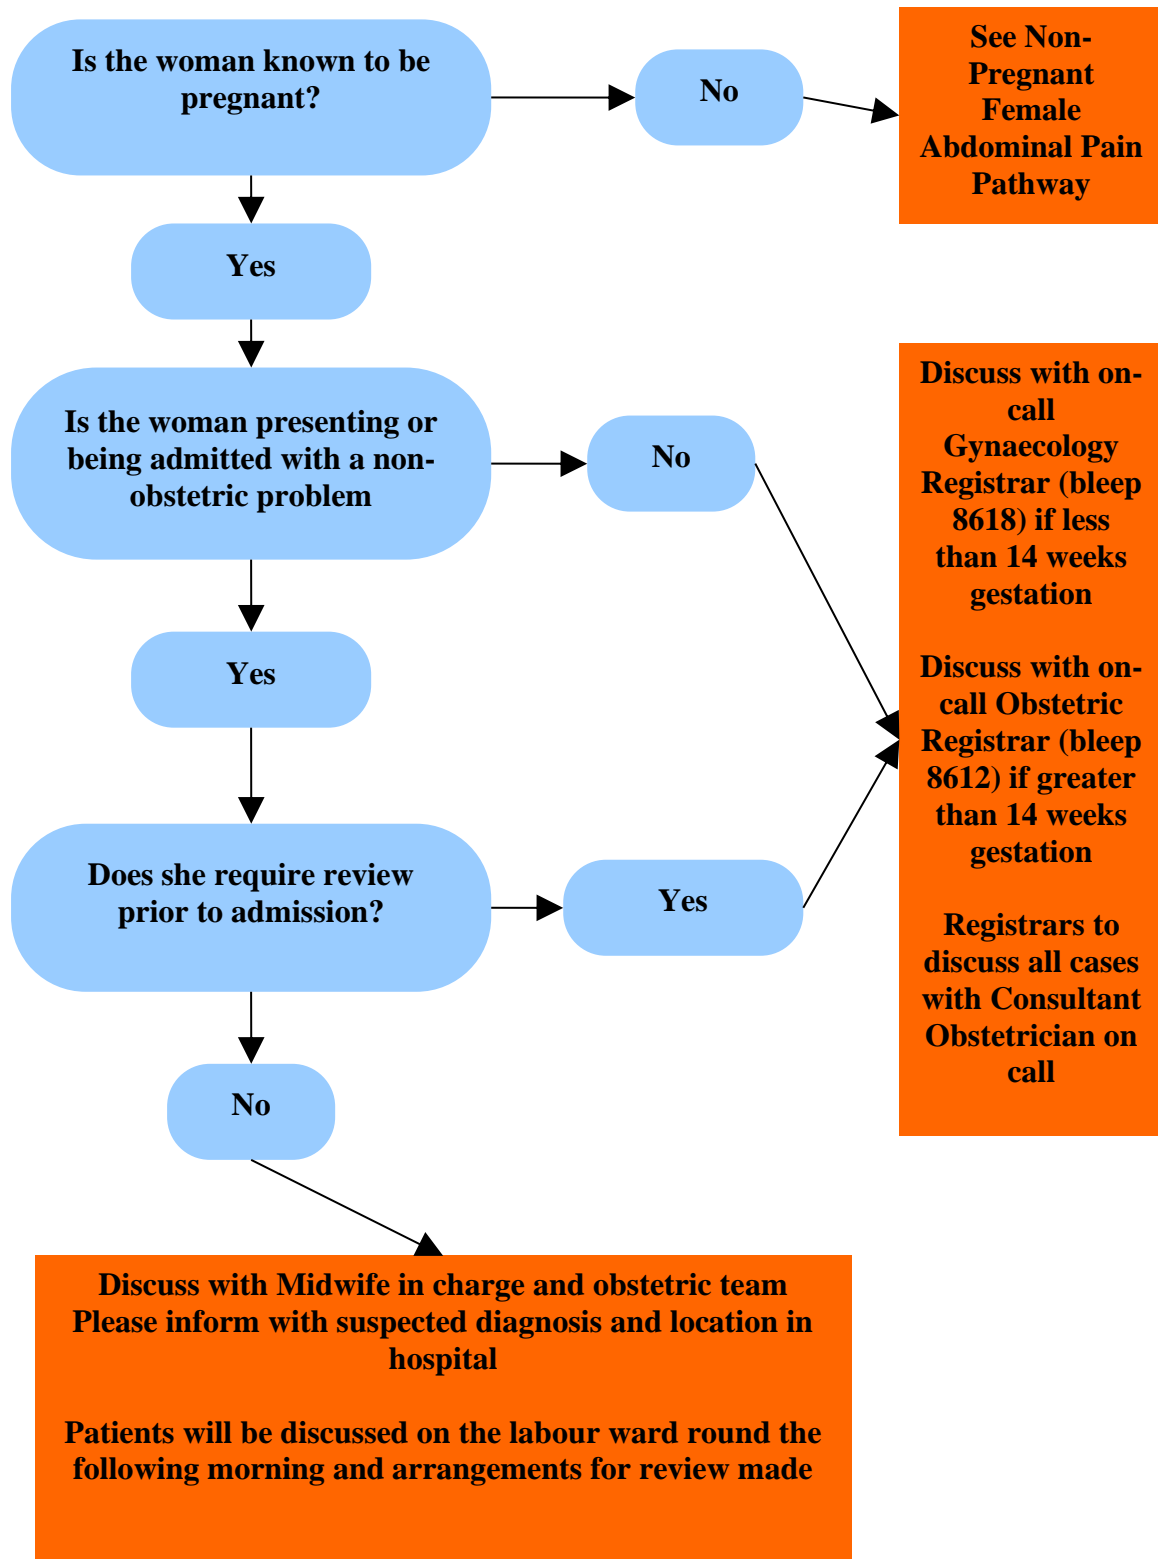 Is the woman known to be
pregnant?
No
See Non-
Pregnant
Female
Abdominal Pain
Pathway
Yes
Is the woman presenting or
being admitted with a non-
obstetric problem
No
Discuss with on-
call
Gynaecology
Registrar (bleep
8618) if less
than 14 weeks
gestation
Discuss with on-
call Obstetric
Registrar (bleep
8612) if greater
than 14 weeks
gestation
Registrars to
discuss all cases
with Consultant
Obstetrician on
call
Yes
Does she require review
prior to admission?
Yes
No
Discuss with Midwife in charge and obstetric team
Please inform with suspected diagnosis and location in
hospital
Patients will be discussed on the labour ward round the
following morning and arrangements for review made